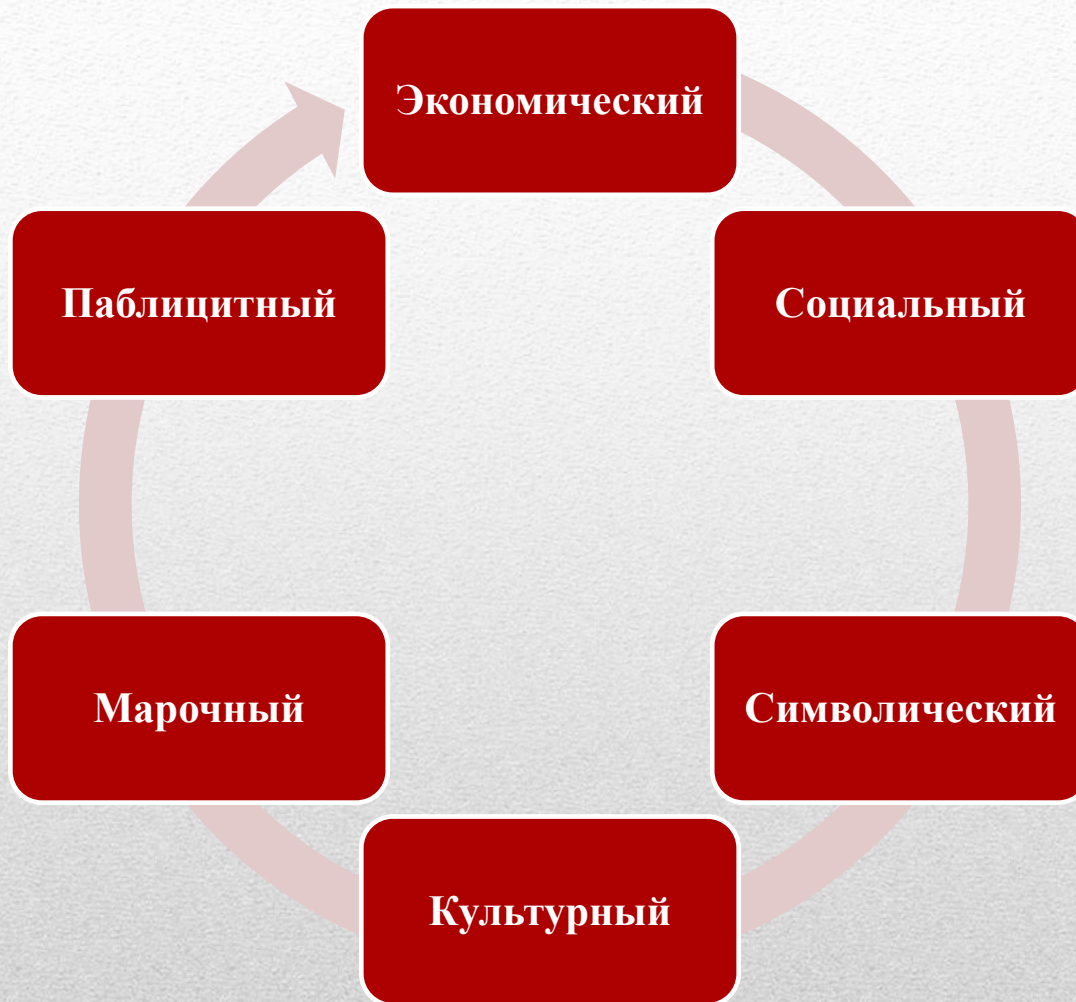 Экономический
Социальный
Символический
Культурный
Марочный
Паблицитный